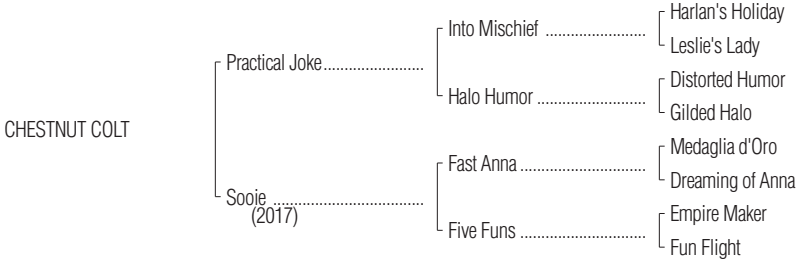 Harlan's Holiday
Into Mischief ........................
Leslie's Lady
Practical Joke........................
Distorted Humor
Halo Humor ..........................
Gilded Halo
CHESTNUT COLT
Medaglia d'Oro
Fast Anna ..............................
Dreaming of Anna
Sooie ....................................
(2017)
Empire Maker
Five Funs ..............................
Fun Flight